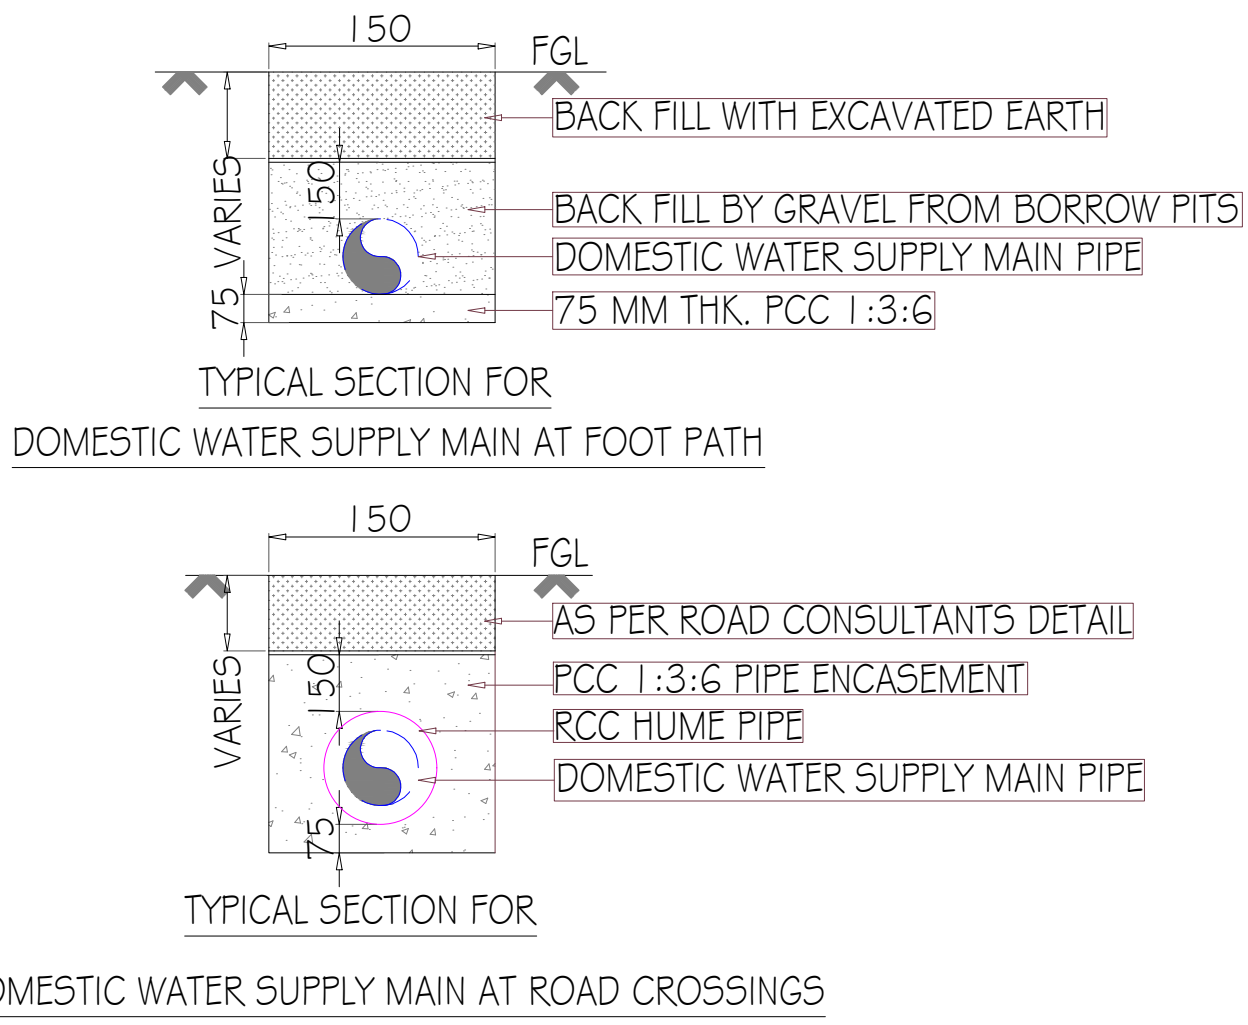 150
FGL
BACK FILL WITH EXCAVATED EARTH
150
VARIES
BACK FILL BY GRAVEL FROM BORROW PITS
DOMESTIC WATER SUPPLY MAIN PIPE
75
75 MM THK. PCC 1:3:6
TYPICAL SECTION FOR
DOMESTIC WATER SUPPLY MAIN AT FOOT PATH
150
FGL
AS PER ROAD CONSULTANTS DETAIL
150
VARIES
PCC 1:3:6 PIPE ENCASEMENT
RCC HUME PIPE
DOMESTIC WATER SUPPLY MAIN PIPE
75
TYPICAL SECTION FOR
OMESTIC WATER SUPPLY MAIN AT ROAD CROSSINGS